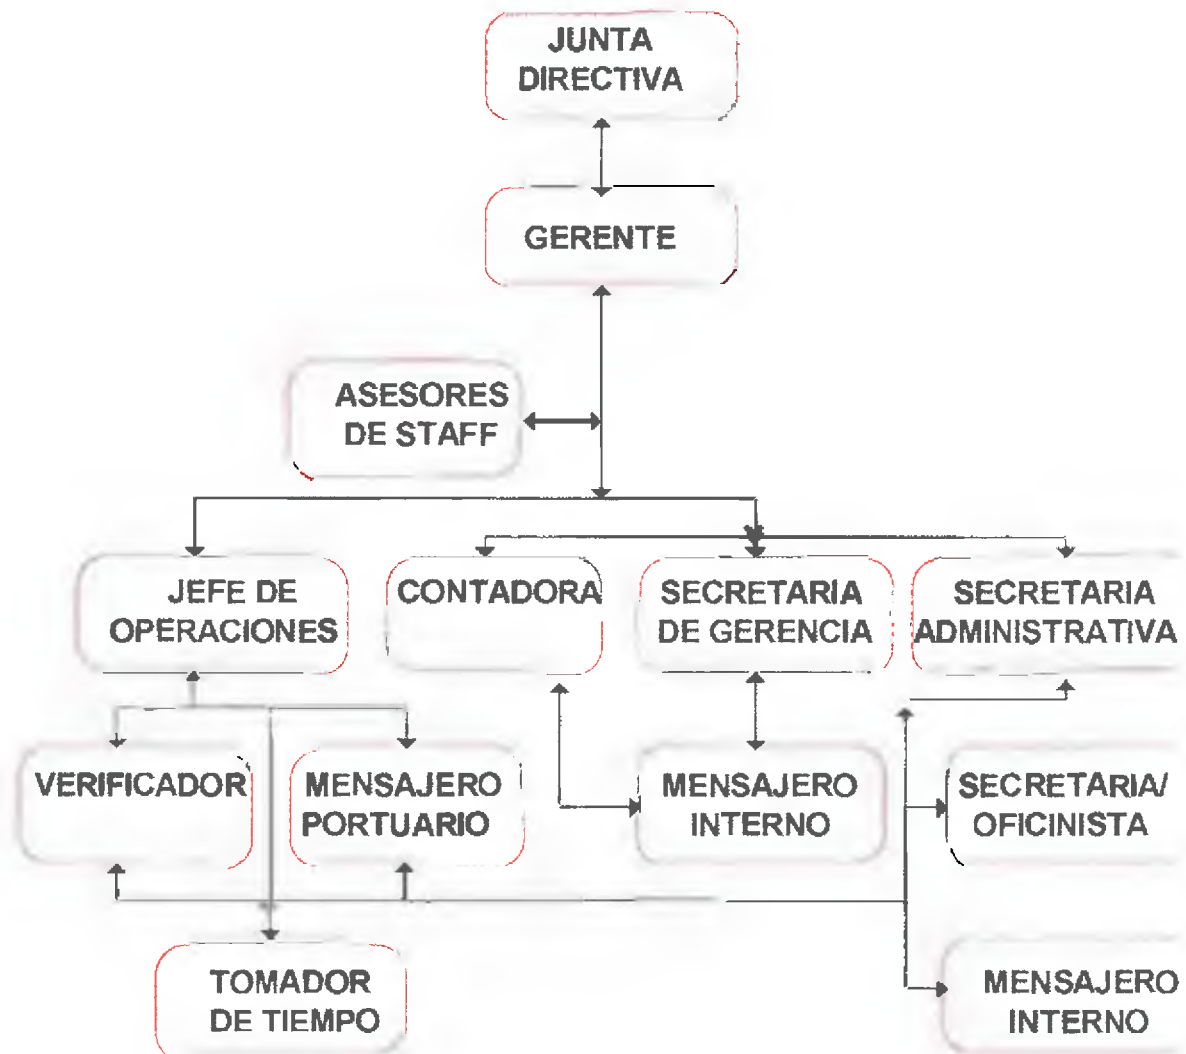 JUNTA
DIRECTIVA
GERENTE
ASESORES
DE STAFF
JEFE DE
OPERACIONES
CONTADORA
SECRETARIA
DE GERENCIA
SECRETARIA
ADMINISTRATIVA
VERIFICADOR
MENSAJERO
PORTUARIO
MENSAJERO
INTERNO
SECRETARIA/
OFICINISTA
TOMADOR
DE TIEMPO
MENSAJERO
INTERNO